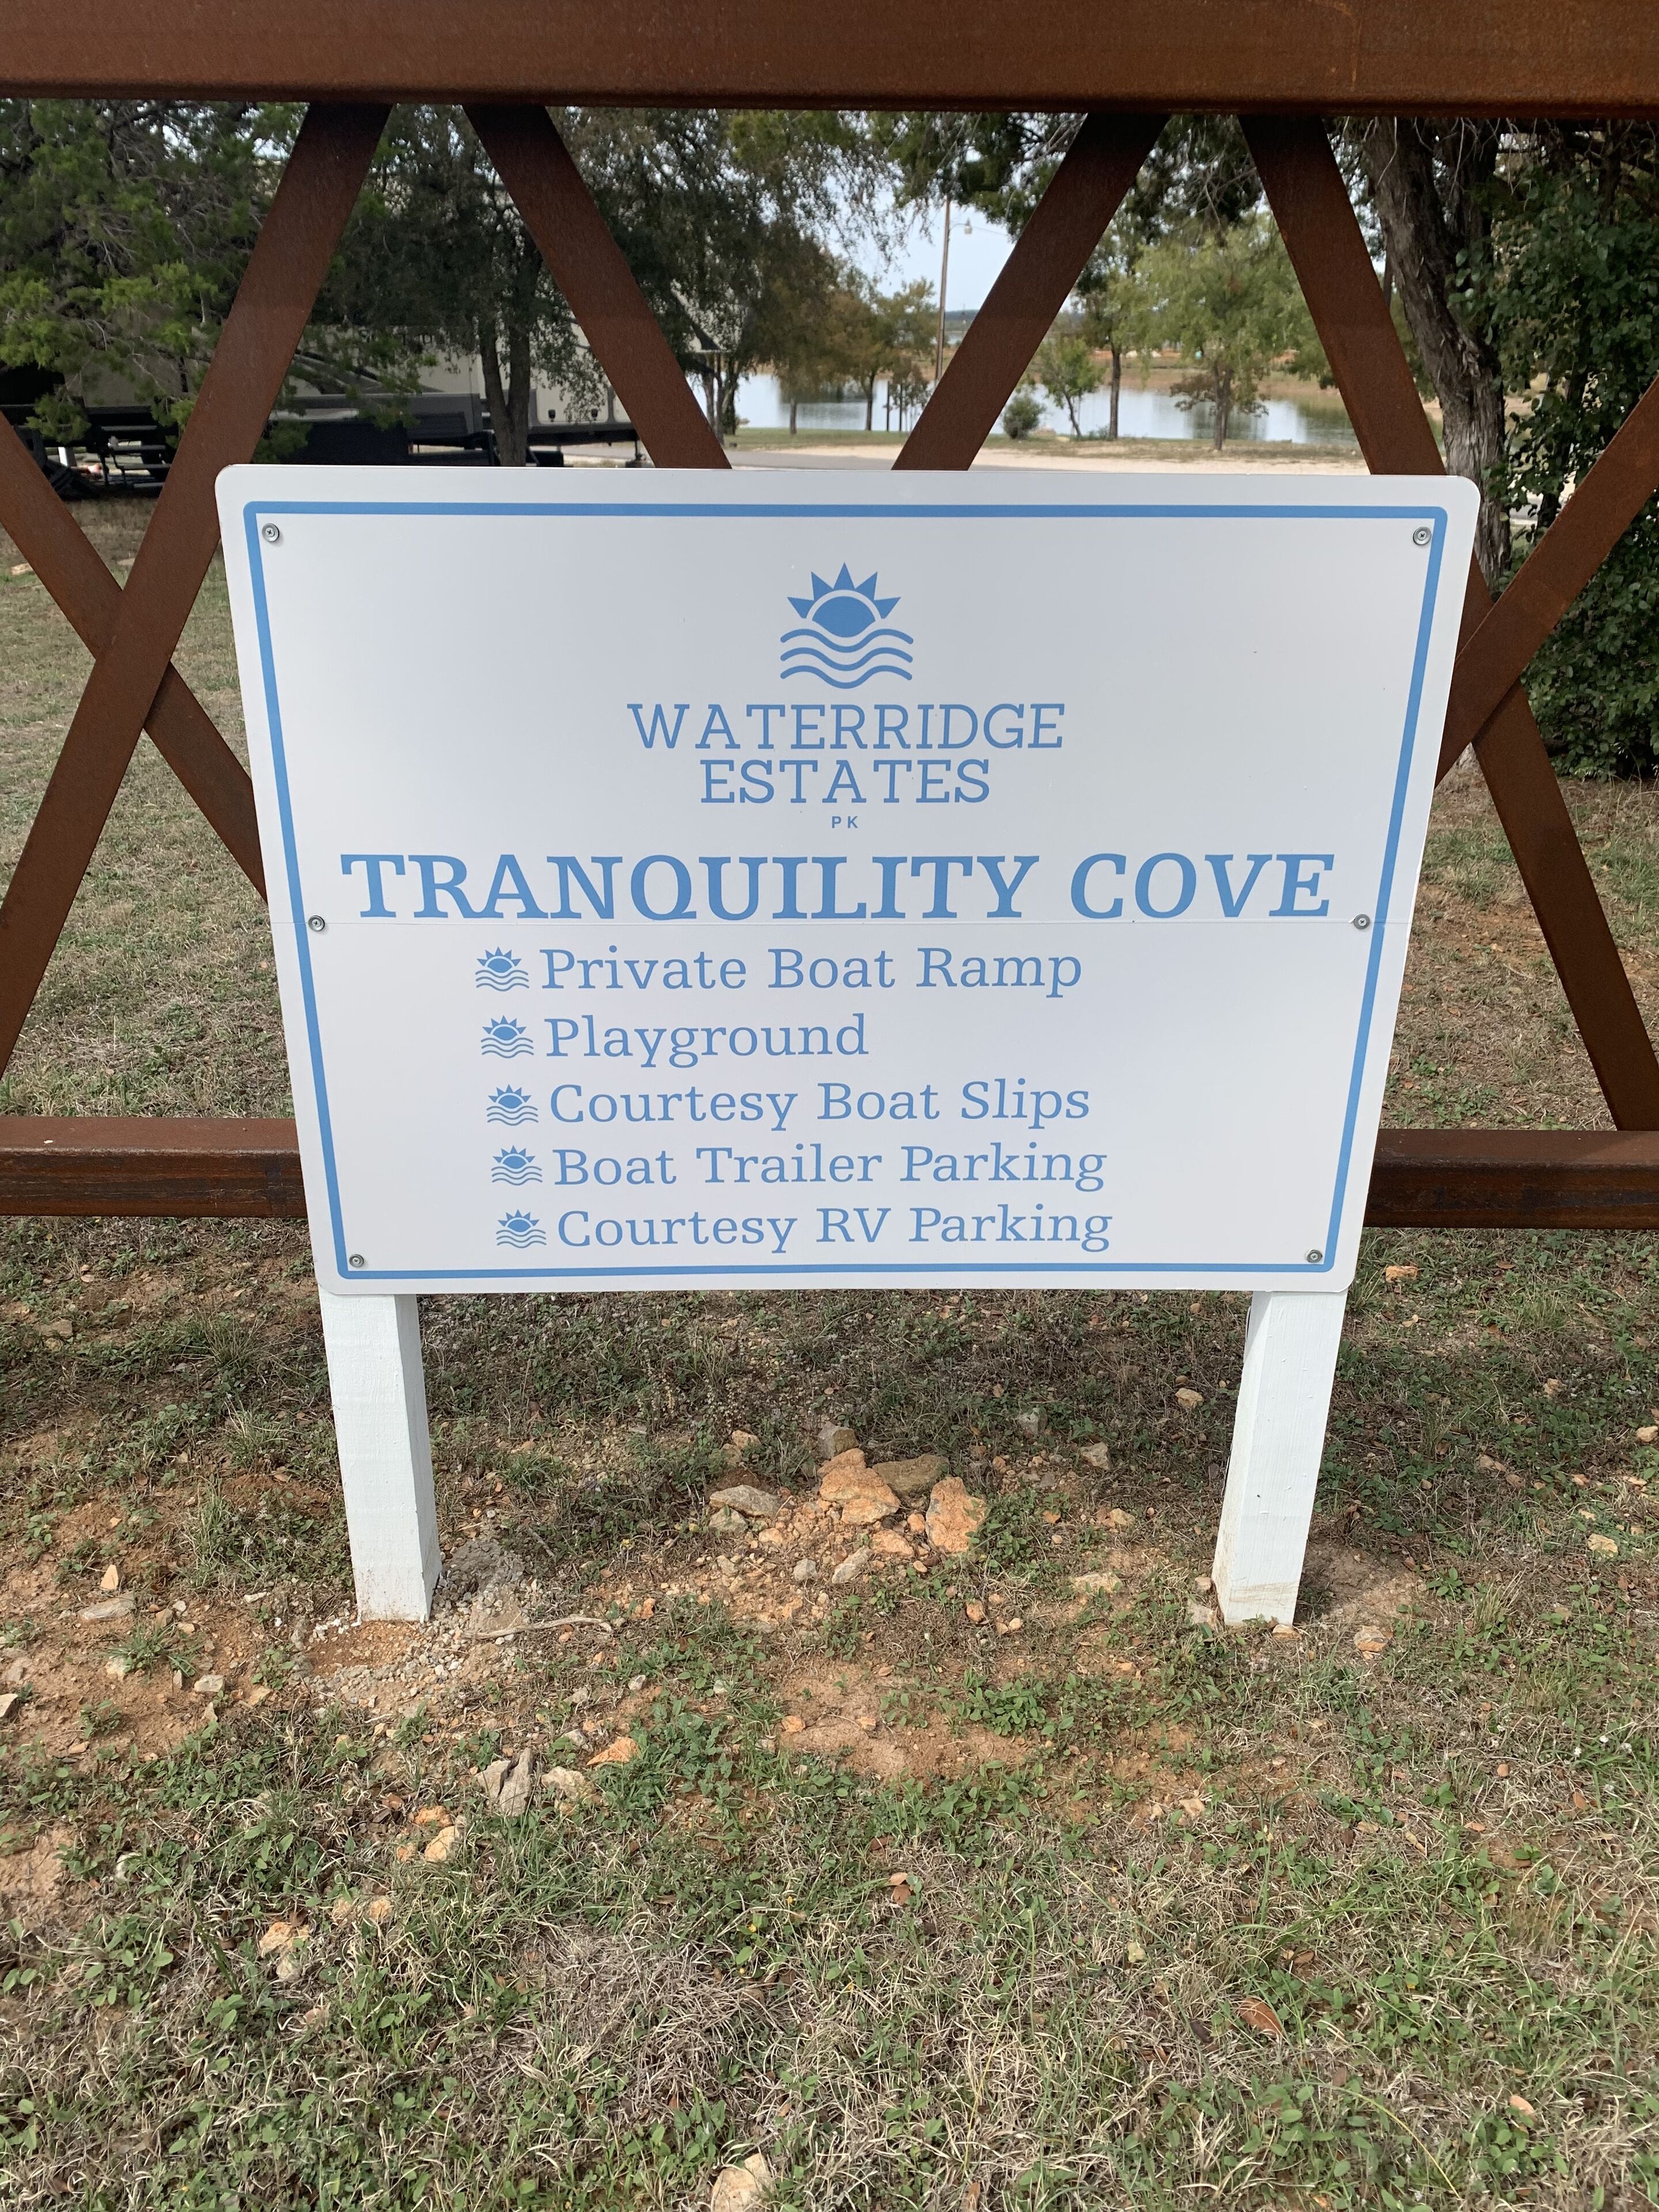 WATERRIDGE
ESTATES
PK
TRANQUILITY COVE
Private Boat Ramp
Playground
Courtesy Boat Slips
Boat Trailer Parking
Courtesy RV Parking